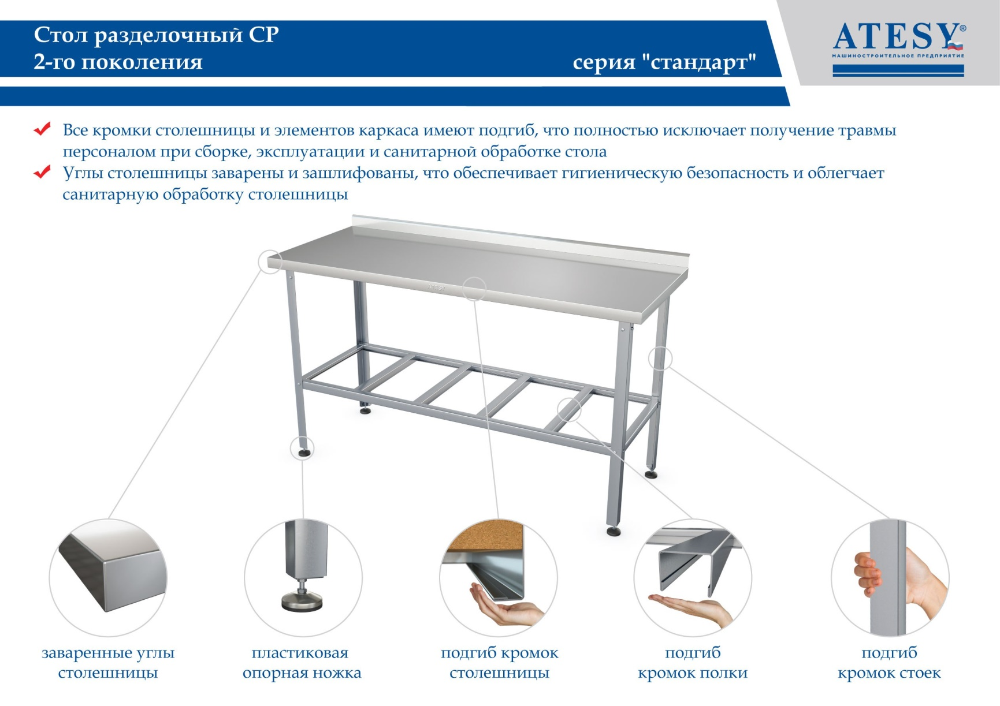 Стол разделочный СР
2-го поколения
серия "стандарт"
ATESY®
МАШИНОСТРОИТЕЛЬНОЕ ПРЕДПРИЯТИЕ
Все кромки столешницы и элементов каркаса имеют подгиб, что полностью исключает получение травмы
персоналом при сборке, эксплуатации и санитарной обработке стола
Углы столешницы заварены и зашлифованы, что обеспечивает гигиеническую безопасность и облегчает
санитарную обработку столешницы
ATESY
заваренные углы
столешницы
пластиковая
опорная ножка
подгиб кромок
столешницы
подгиб
кромок полки
подгиб
кромок стоек